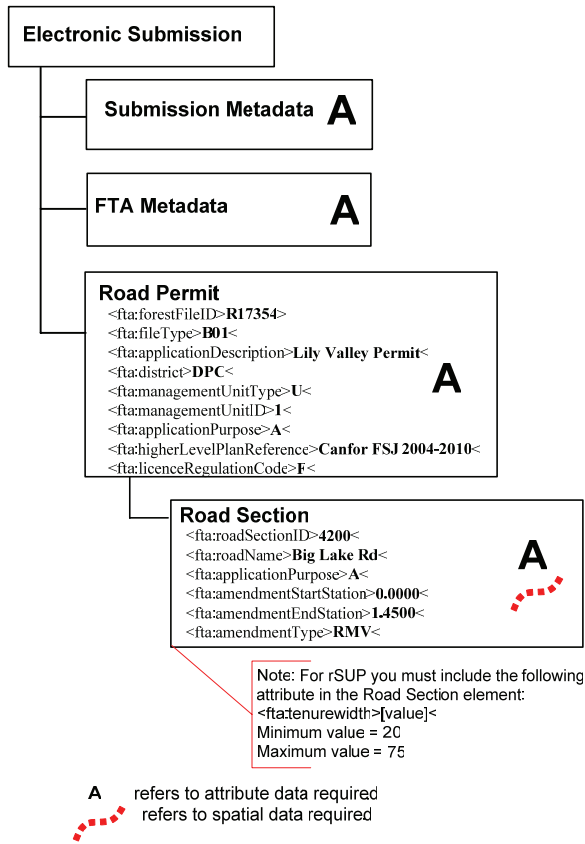 Electronic Submission
Submission Metadata A
FTA Metadata A
Road Permit
<fta:forestFileID>R17354>
<fta:fileType>B01<
<fta:applicationDescription>Lily Valley Permit<
<fta:district>DPC<
<fta:managementUnitType>U<
<fta:managementUnitID>1<
<fta:applicationPurpose>A<
<fta:higherLevelPlanReference>Canfor FSJ 2004-2010<
<fta:licenceRegulationCode>F<
A
Road Section
<fta:roadSectionID>4200<
<fta:roadName>Big Lake Rd<
<fta:applicationPurpose>A<
<fta:amendmentStartStation>0.0000<
<fta:amendmentEndStation>1.4500<
<fta:amendmentType>RMV<
A
Note: For rSUP you must include the following
attribute in the Road Section element:
<fta:tenurewidth>[value]<
Minimum value = 20
Maximum value = 75
A refers to attribute data required
refers to spatial data required